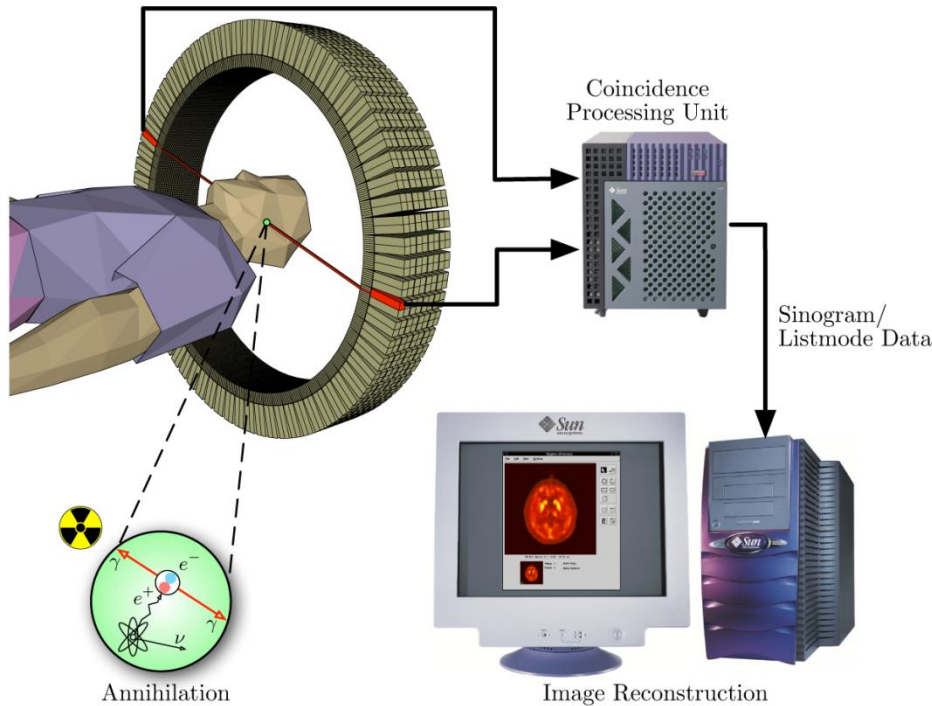 Coincidence
Processing Unit
Sun
Sinogram/
Listmode Data
Sun
Sun
γ
e⁻
e⁺
γ
ν
Annihilation
Image Reconstruction